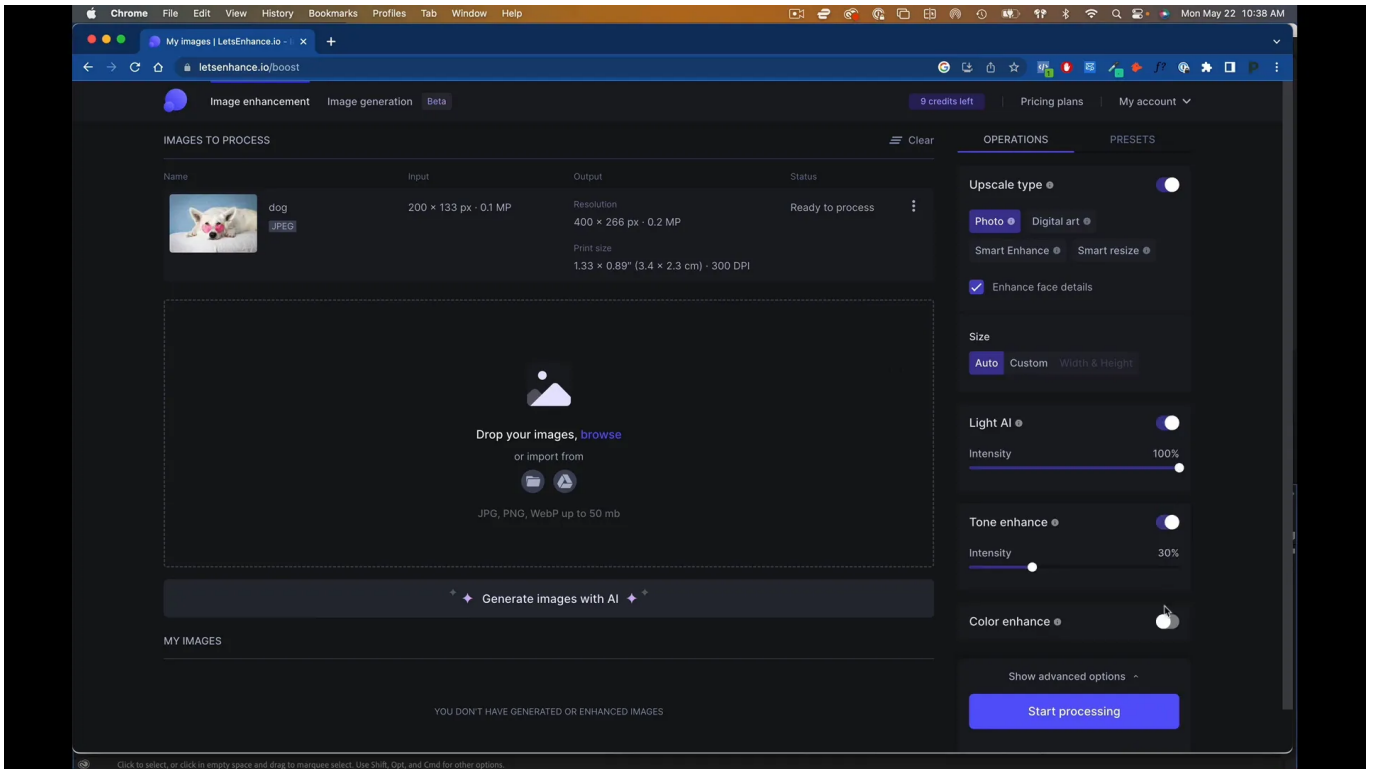 Chrome File Edit View History Bookmarks Profiles Tab Window Help Mon May 22 10:38 AM
My images | LetsEnhance.io -
letsenhance.io/boost
Image enhancement Image generation Beta 9 credits left Pricing plans My account
IMAGES TO PROCESS Clear OPERATIONS PRESETS
Name Input Output Status
dog 200 × 133 px · 0.1 MP Resolution Ready to process
JPEG 400 × 266 px · 0.2 MP
Print size
1.33 × 0.89" (3.4 × 2.3 cm) · 300 DPI
Upscale type
Photo Digital art
Smart Enhance Smart resize
Enhance face details
Size
Auto Custom Width & Height
Drop your images, browse
or import from
JPG, PNG, WebP up to 50 mb
Light AI
Intensity 100%
Tone enhance
Intensity 30%
Generate images with AI
Color enhance
MY IMAGES
Show advanced options
YOU DON'T HAVE GENERATED OR ENHANCED IMAGES
Start processing
Click to select, or click in empty space and drag to marquee select. Use Shift, Opt, and Cmd for other options.